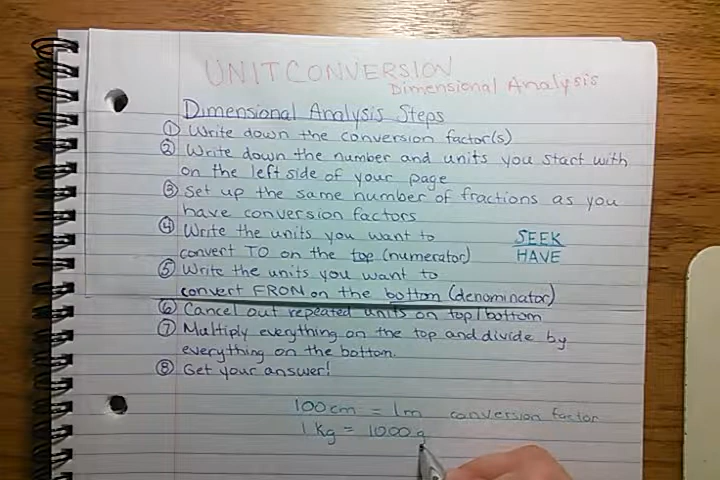 UNIT CONVERSION
Dimensional Analysis
Dimensional Analysis Steps
① Write down the conversion factor(s)
② Write down the number and units you start with
on the left side of your page
③ Set up the same number of fractions as you
have conversion factors
④ Write the units you want to
convert TO on the top (numerator)
SEEK
HAVE
⑤ Write the units you want to
convert FRON on the bottom (denominator)
⑥ Cancel out repeated units on top/bottom
⑦ Multiply everything on the top and divide by
everything on the bottom.
⑧ Get your answer!
100cm = 1m conversion factor
1 kg = 1000 g